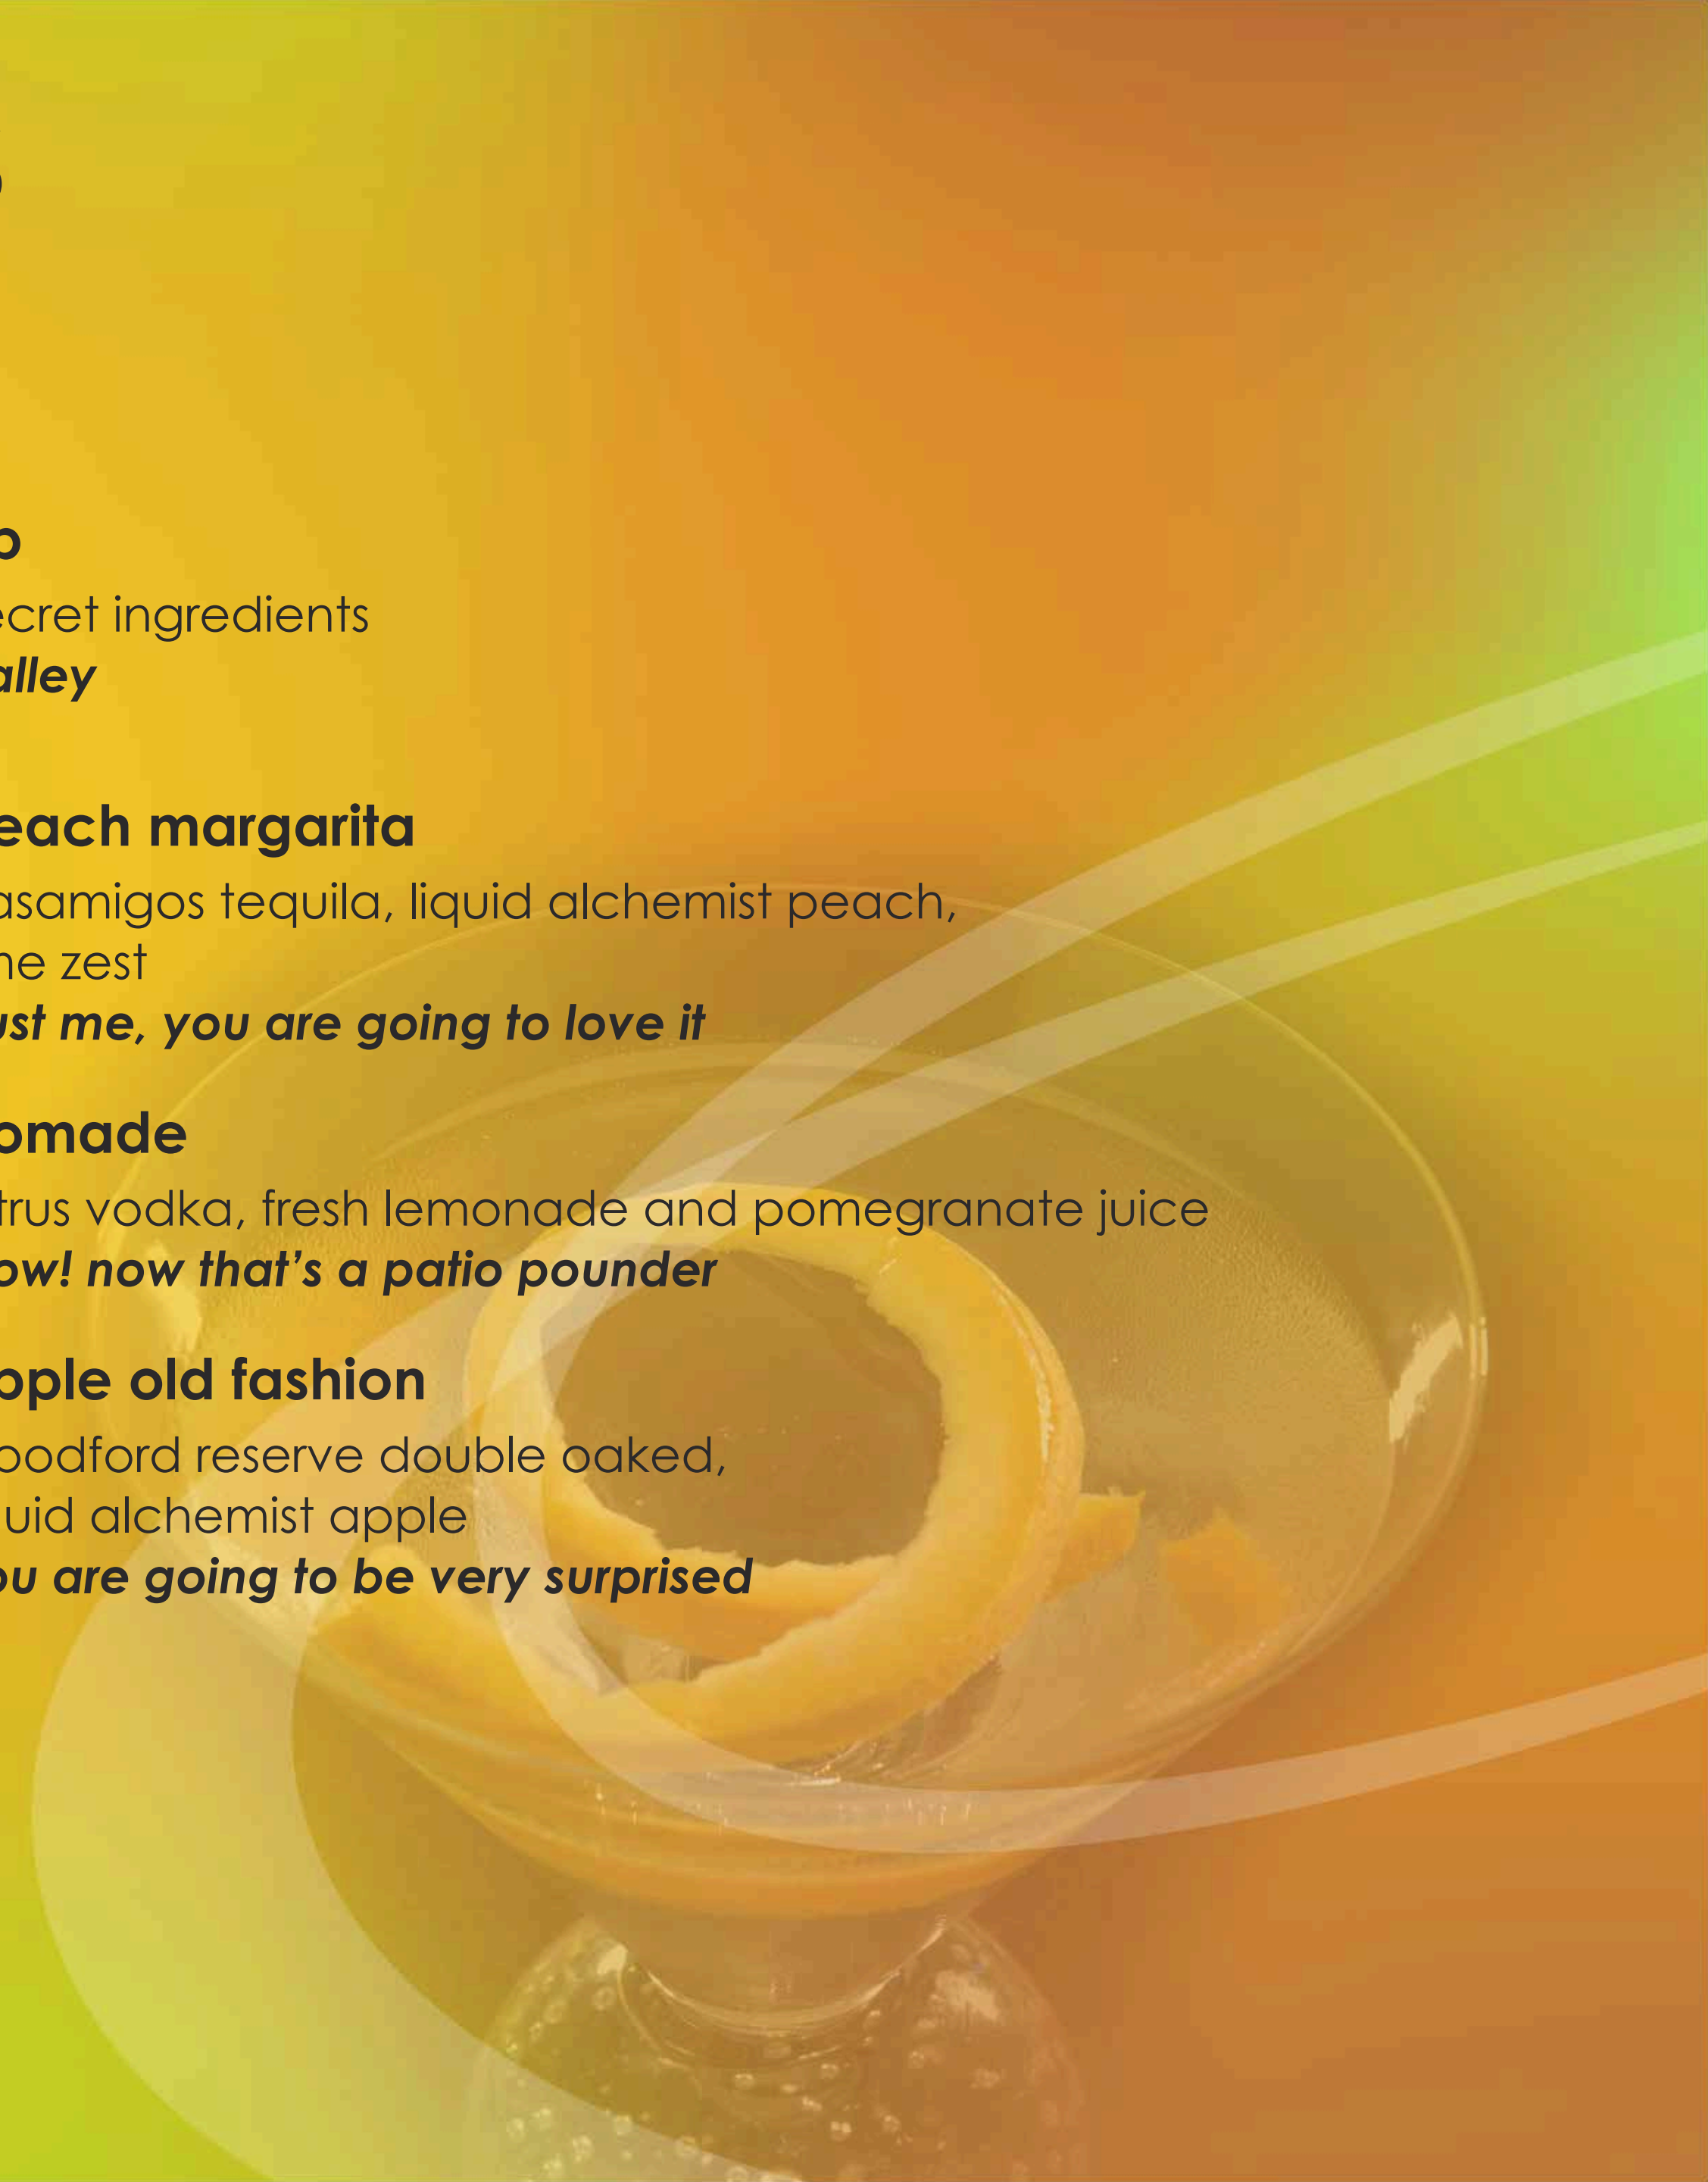 ecret ingredients
alley
each margarita
asamigos tequila, liquid alchemist peach,
ne zest
ust me, you are going to love it
omade
trus vodka, fresh lemonade and pomegranate juice
ow! now that's a patio pounder
pple old fashion
oodford reserve double oaked,
uid alchemist apple
ou are going to be very surprised